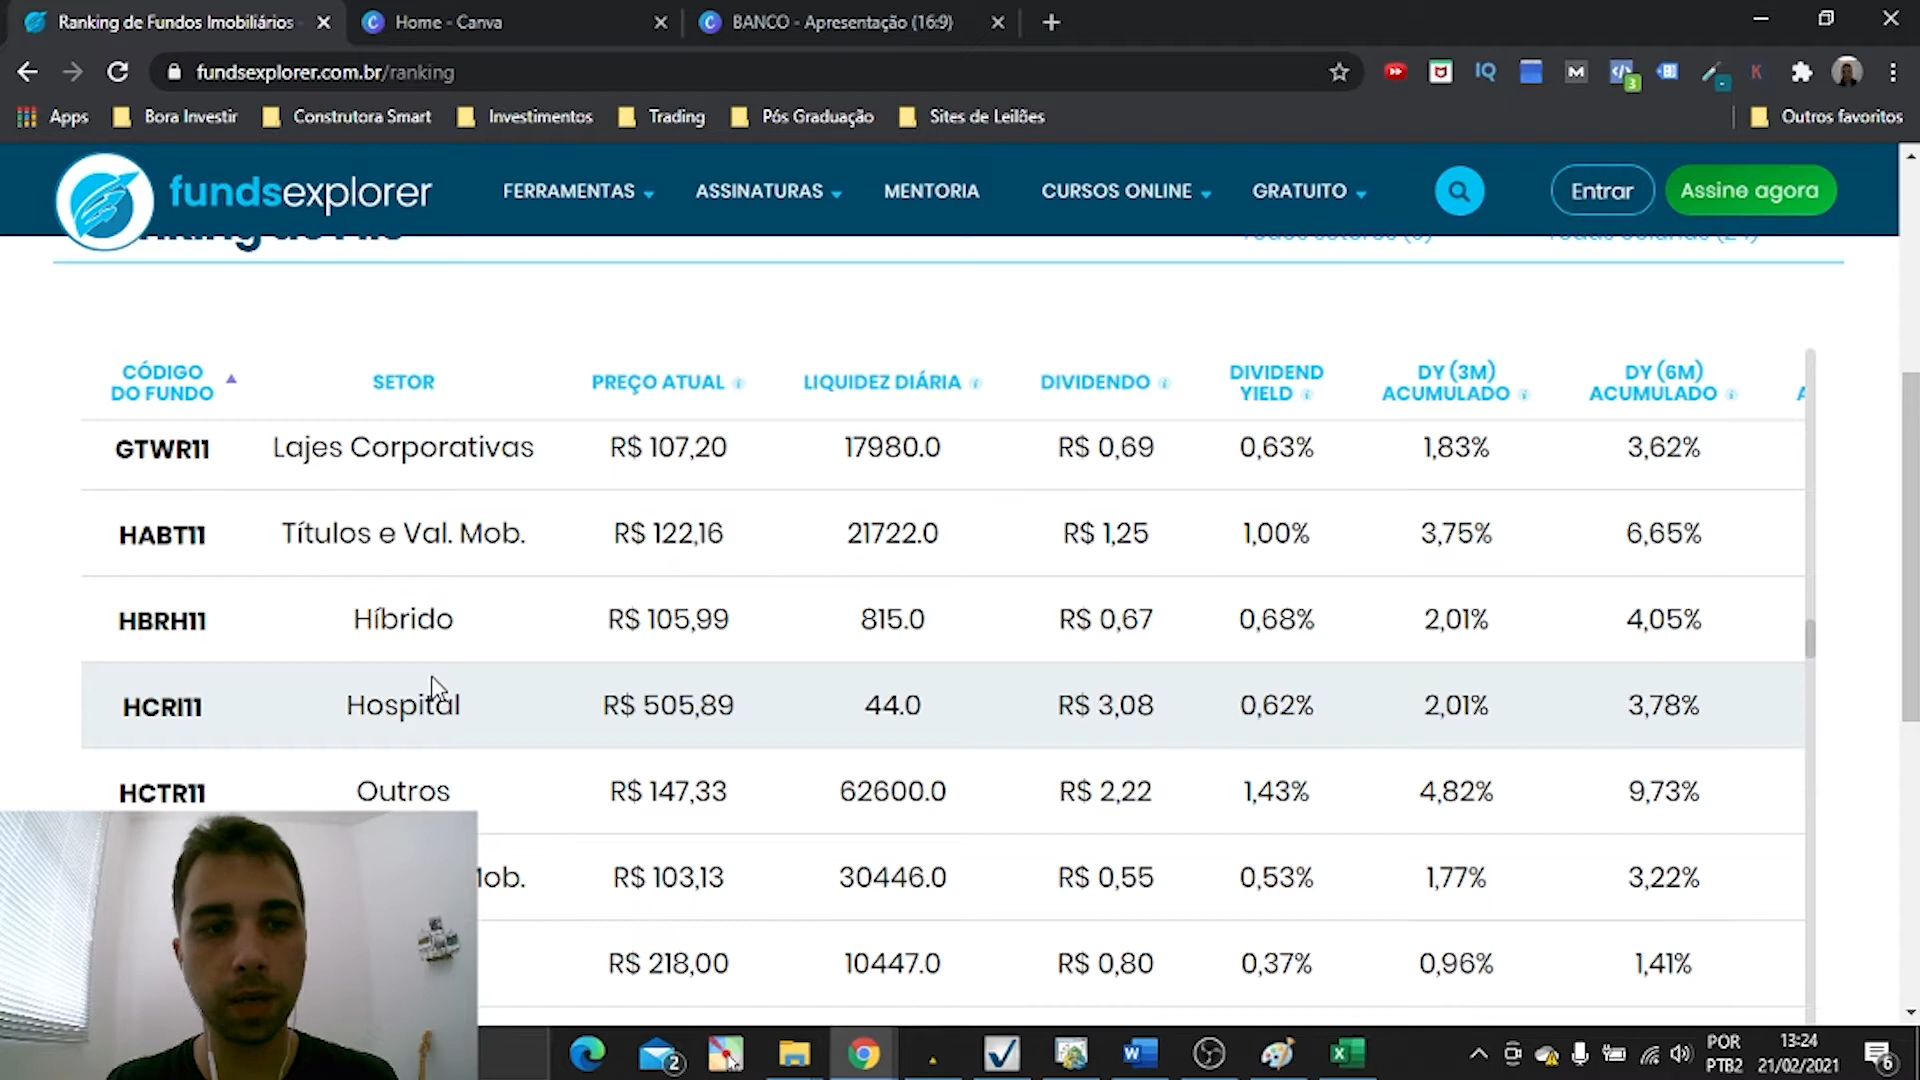 Ranking de Fundos Imobiliários
Home - Canva
BANCO - Apresentação (16:9)
fundsexplorer.com.br/ranking
Apps
Bora Investir
Construtora Smart
Investimentos
Trading
Pós Graduação
Sites de Leilões
Outros favoritos
fundsexplorer
FERRAMENTAS
ASSINATURAS
MENTORIA
CURSOS ONLINE
GRATUITO
Entrar
Assine agora
CÓDIGO DO FUNDO SETOR PREÇO ATUAL LIQUIDEZ DIÁRIA DIVIDENDO DIVIDEND YIELD DY (3M) ACUMULADO DY (6M) ACUMULADO
GTWR11 Lajes Corporativas R$ 107,20 17980.0 R$ 0,69 0,63% 1,83% 3,62%
HABT11 Títulos e Val. Mob. R$ 122,16 21722.0 R$ 1,25 1,00% 3,75% 6,65%
HBRH11 Híbrido R$ 105,99 815.0 R$ 0,67 0,68% 2,01% 4,05%
HCRI11 Hospital R$ 505,89 44.0 R$ 3,08 0,62% 2,01% 3,78%
HCTR11 Outros R$ 147,33 62600.0 R$ 2,22 1,43% 4,82% 9,73%
R$ 103,13 30446.0 R$ 0,55 0,53% 1,77% 3,22%
R$ 218,00 10447.0 R$ 0,80 0,37% 0,96% 1,41%
POR
PTB2
13:24
21/02/2021